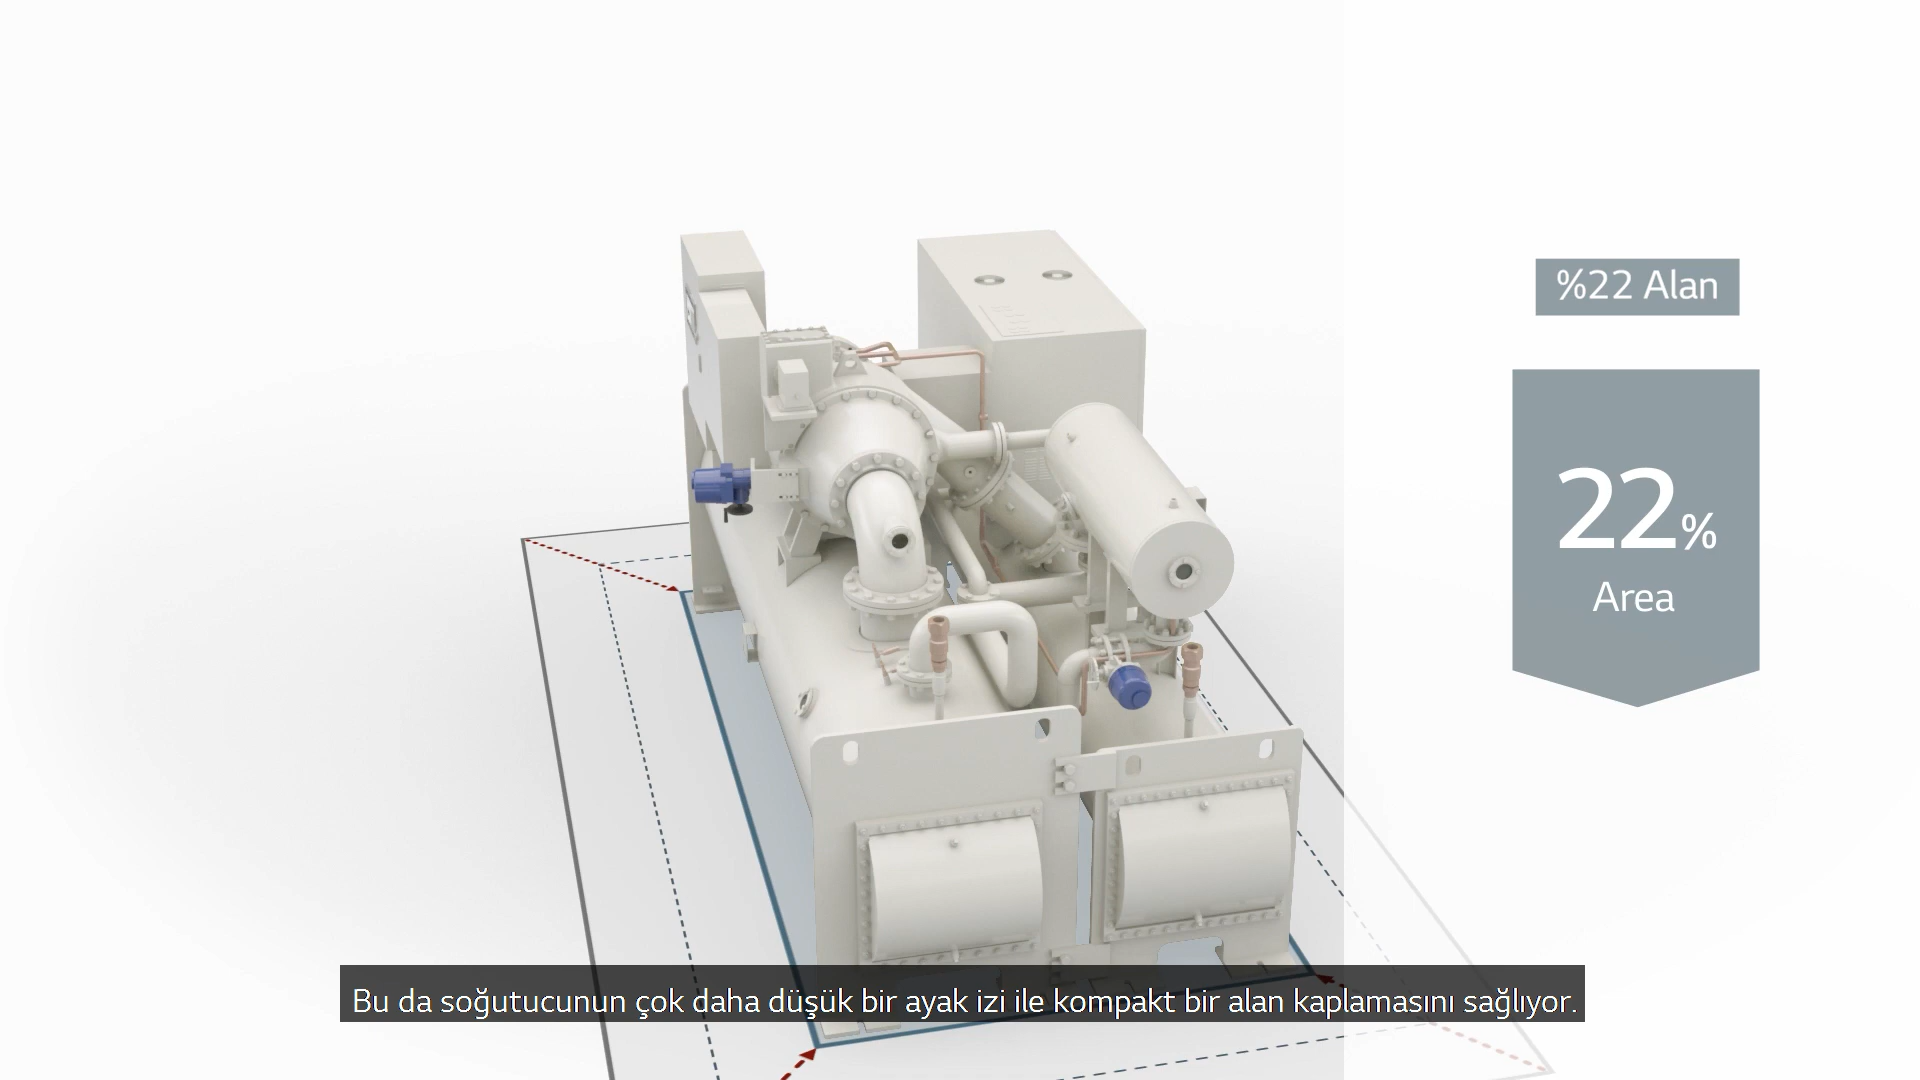 %22 Alan
22%
Area
Bu da soğutucunun çok daha düşük bir ayak izi ile kompakt bir alan kaplamasını sağlıyor.